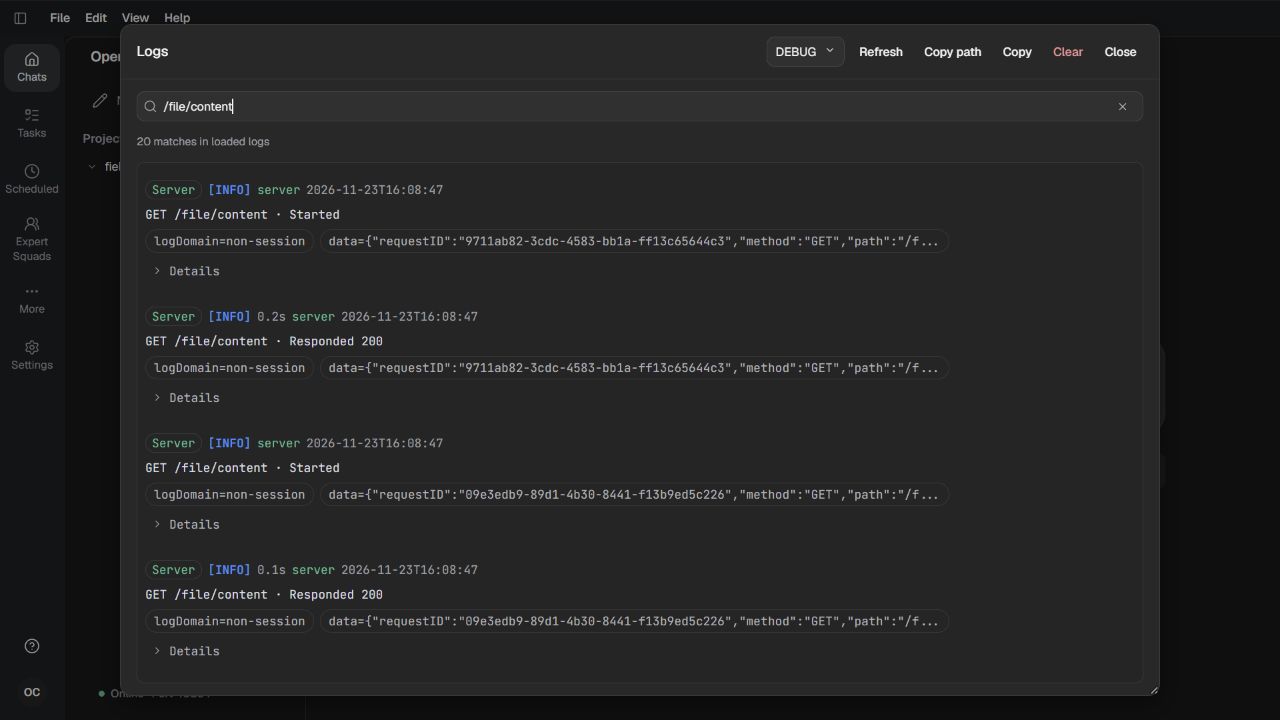 File Edit View Help
Logs
DEBUG
Refresh
Copy path
Copy
Clear
Close
Chats
Tasks
Scheduled
Expert
Squads
More
Settings
OC
/file/content
20 matches in loaded logs
Server [INFO] server 2026-11-23T16:08:47
GET /file/content · Started
logDomain=non-session data={"requestID":"9711ab82-3cdc-4583-bb1a-ff13c65644c3","method":"GET","path":"/f...
Details
Server [INFO] 0.2s server 2026-11-23T16:08:47
GET /file/content · Responded 200
logDomain=non-session data={"requestID":"9711ab82-3cdc-4583-bb1a-ff13c65644c3","method":"GET","path":"/f...
Details
Server [INFO] server 2026-11-23T16:08:47
GET /file/content · Started
logDomain=non-session data={"requestID":"09e3edb9-89d1-4b30-8441-f13b9ed5c226","method":"GET","path":"/f...
Details
Server [INFO] 0.1s server 2026-11-23T16:08:47
GET /file/content · Responded 200
logDomain=non-session data={"requestID":"09e3edb9-89d1-4b30-8441-f13b9ed5c226","method":"GET","path":"/f...
Details